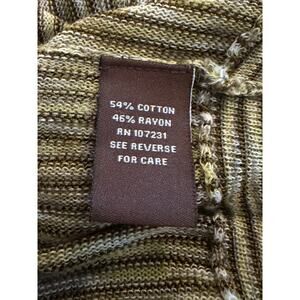 54% COTTON
46% RAYON
RN 107231
SEE REVERSE
FOR CARE